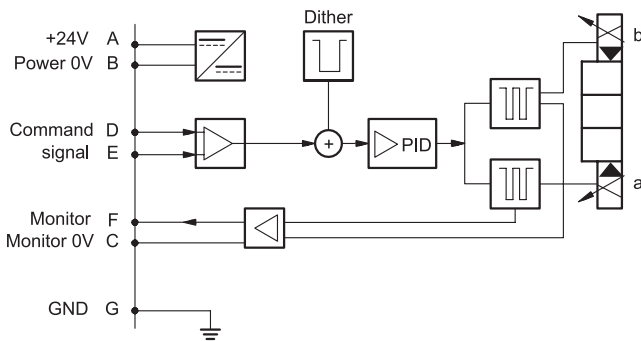 Dither
+24V A
Power 0V B
b
Command D
signal E
+
PID
a
Monitor F
Monitor 0V C
GND G